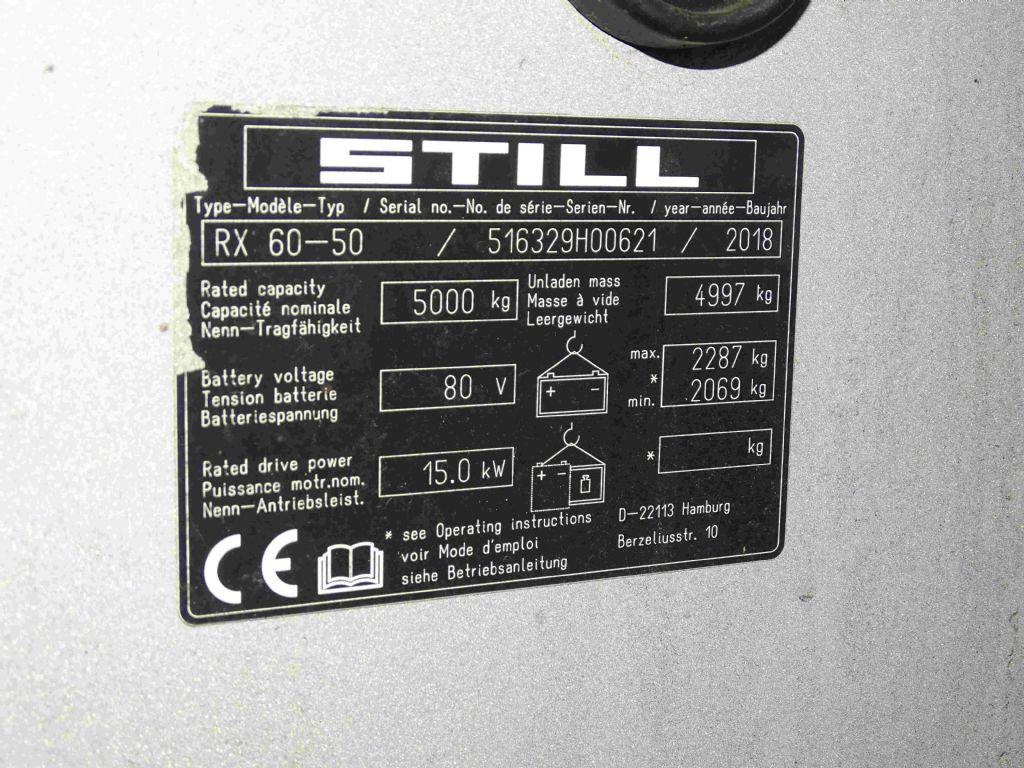 STILL
Type-Modèle-Typ / Serial no.-No. de série-Serien-Nr. / year-année-Baujahr
RX 60-50 / 516329H00621 / 2018
Rated capacity
Capacité nominale
Nenn-Tragfähigkeit
5000 kg
Unladen mass
Masse à vide
Leergewicht
4997 kg
Battery voltage
Tension batterie
Batteriespannung
80 V
+ -
max. 2287 kg
*
min. 2069 kg
Rated drive power
Puissance motr.nom.
Nenn-Antriebsleist.
15.0 kW
+ -
* kg
CE
* see Operating instructions
voir Mode d'emploi
siehe Betriebsanleitung
D-22113 Hamburg
Berzeliusstr. 10